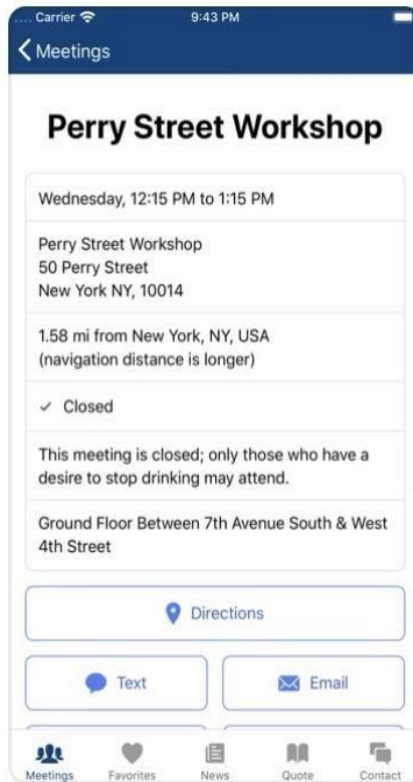 Carrier
9:43 PM
Meetings
Perry Street Workshop
Wednesday, 12:15 PM to 1:15 PM
Perry Street Workshop
50 Perry Street
New York NY, 10014
1.58 mi from New York, NY, USA
(navigation distance is longer)
Closed
This meeting is closed; only those who have a
desire to stop drinking may attend.
Ground Floor Between 7th Avenue South & West
4th Street
Directions
Text
Email
Meetings
Favorites
News
Quote
Contact